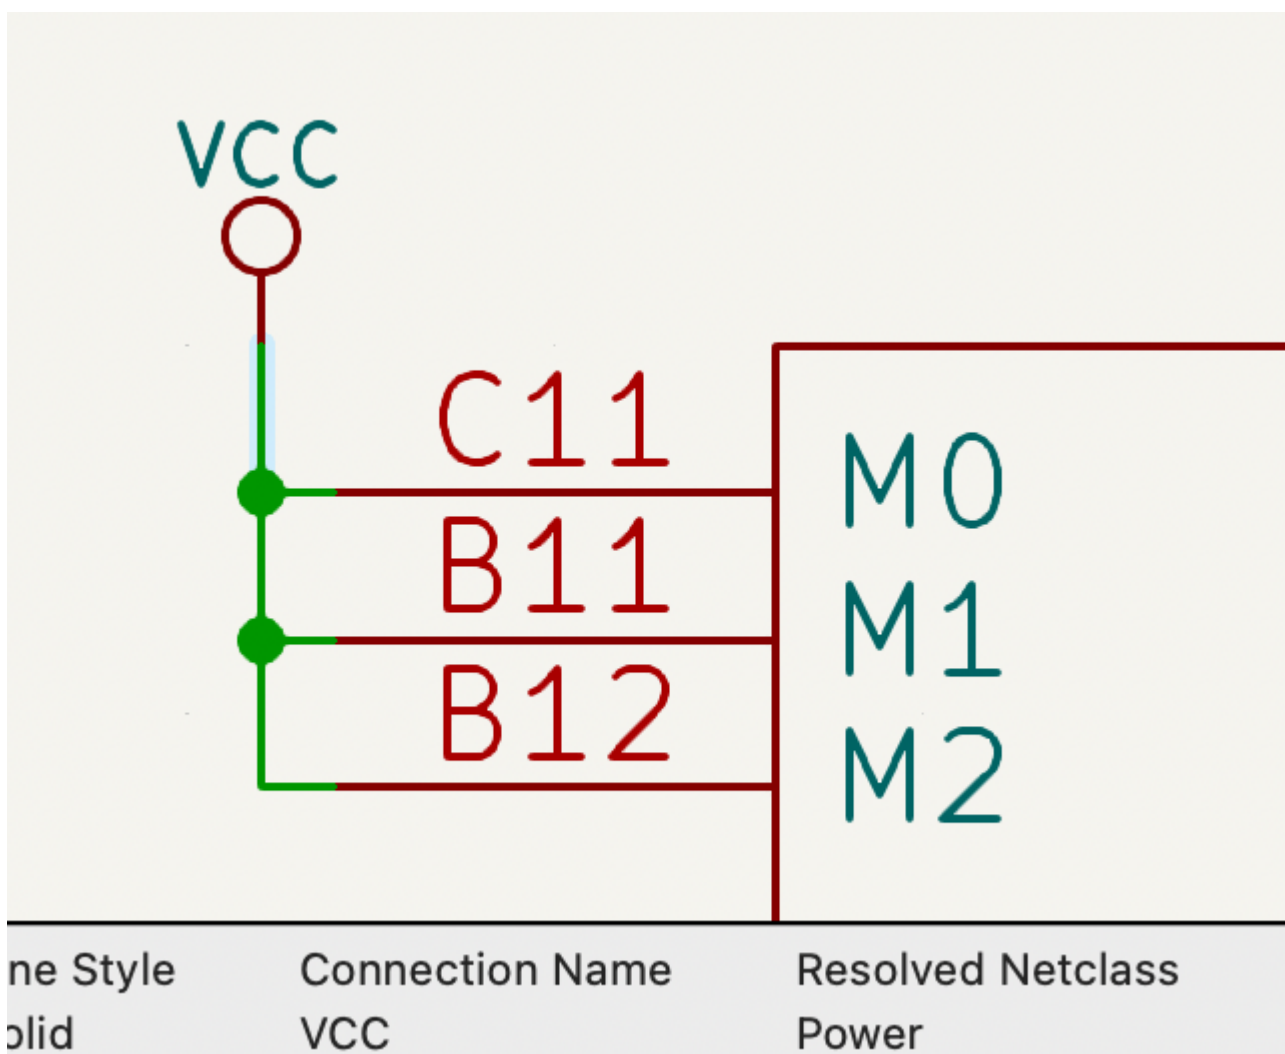 VCC
C11
M0
B11
M1
B12
M2
ne Style Connection Name Resolved Netclass
olid VCC Power